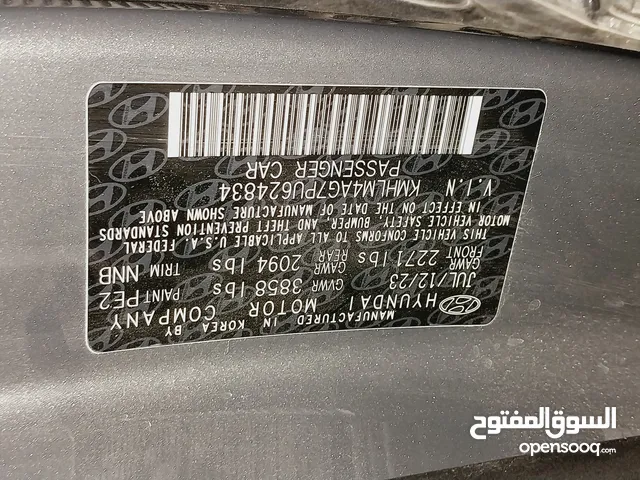 MANUFACTURED IN KOREA BY
HYUNDAI MOTOR COMPANY
JUL/12/23 GVWR 3858 lbs PAINT PE2
GAWR FRONT 2271 lbs GAWR REAR 2094 lbs TRIM NNB
THIS VEHICLE CONFORMS TO ALL APPLICABLE U.S.A. FEDERAL
MOTOR VEHICLE SAFETY, BUMPER, AND THEFT PREVENTION STANDARDS
IN EFFECT ON THE DATE OF MANUFACTURE SHOWN ABOVE
V.I.N KMHLM4AG7PU624834
PASSENGER CAR
السوق المفتوح
opensooq.com